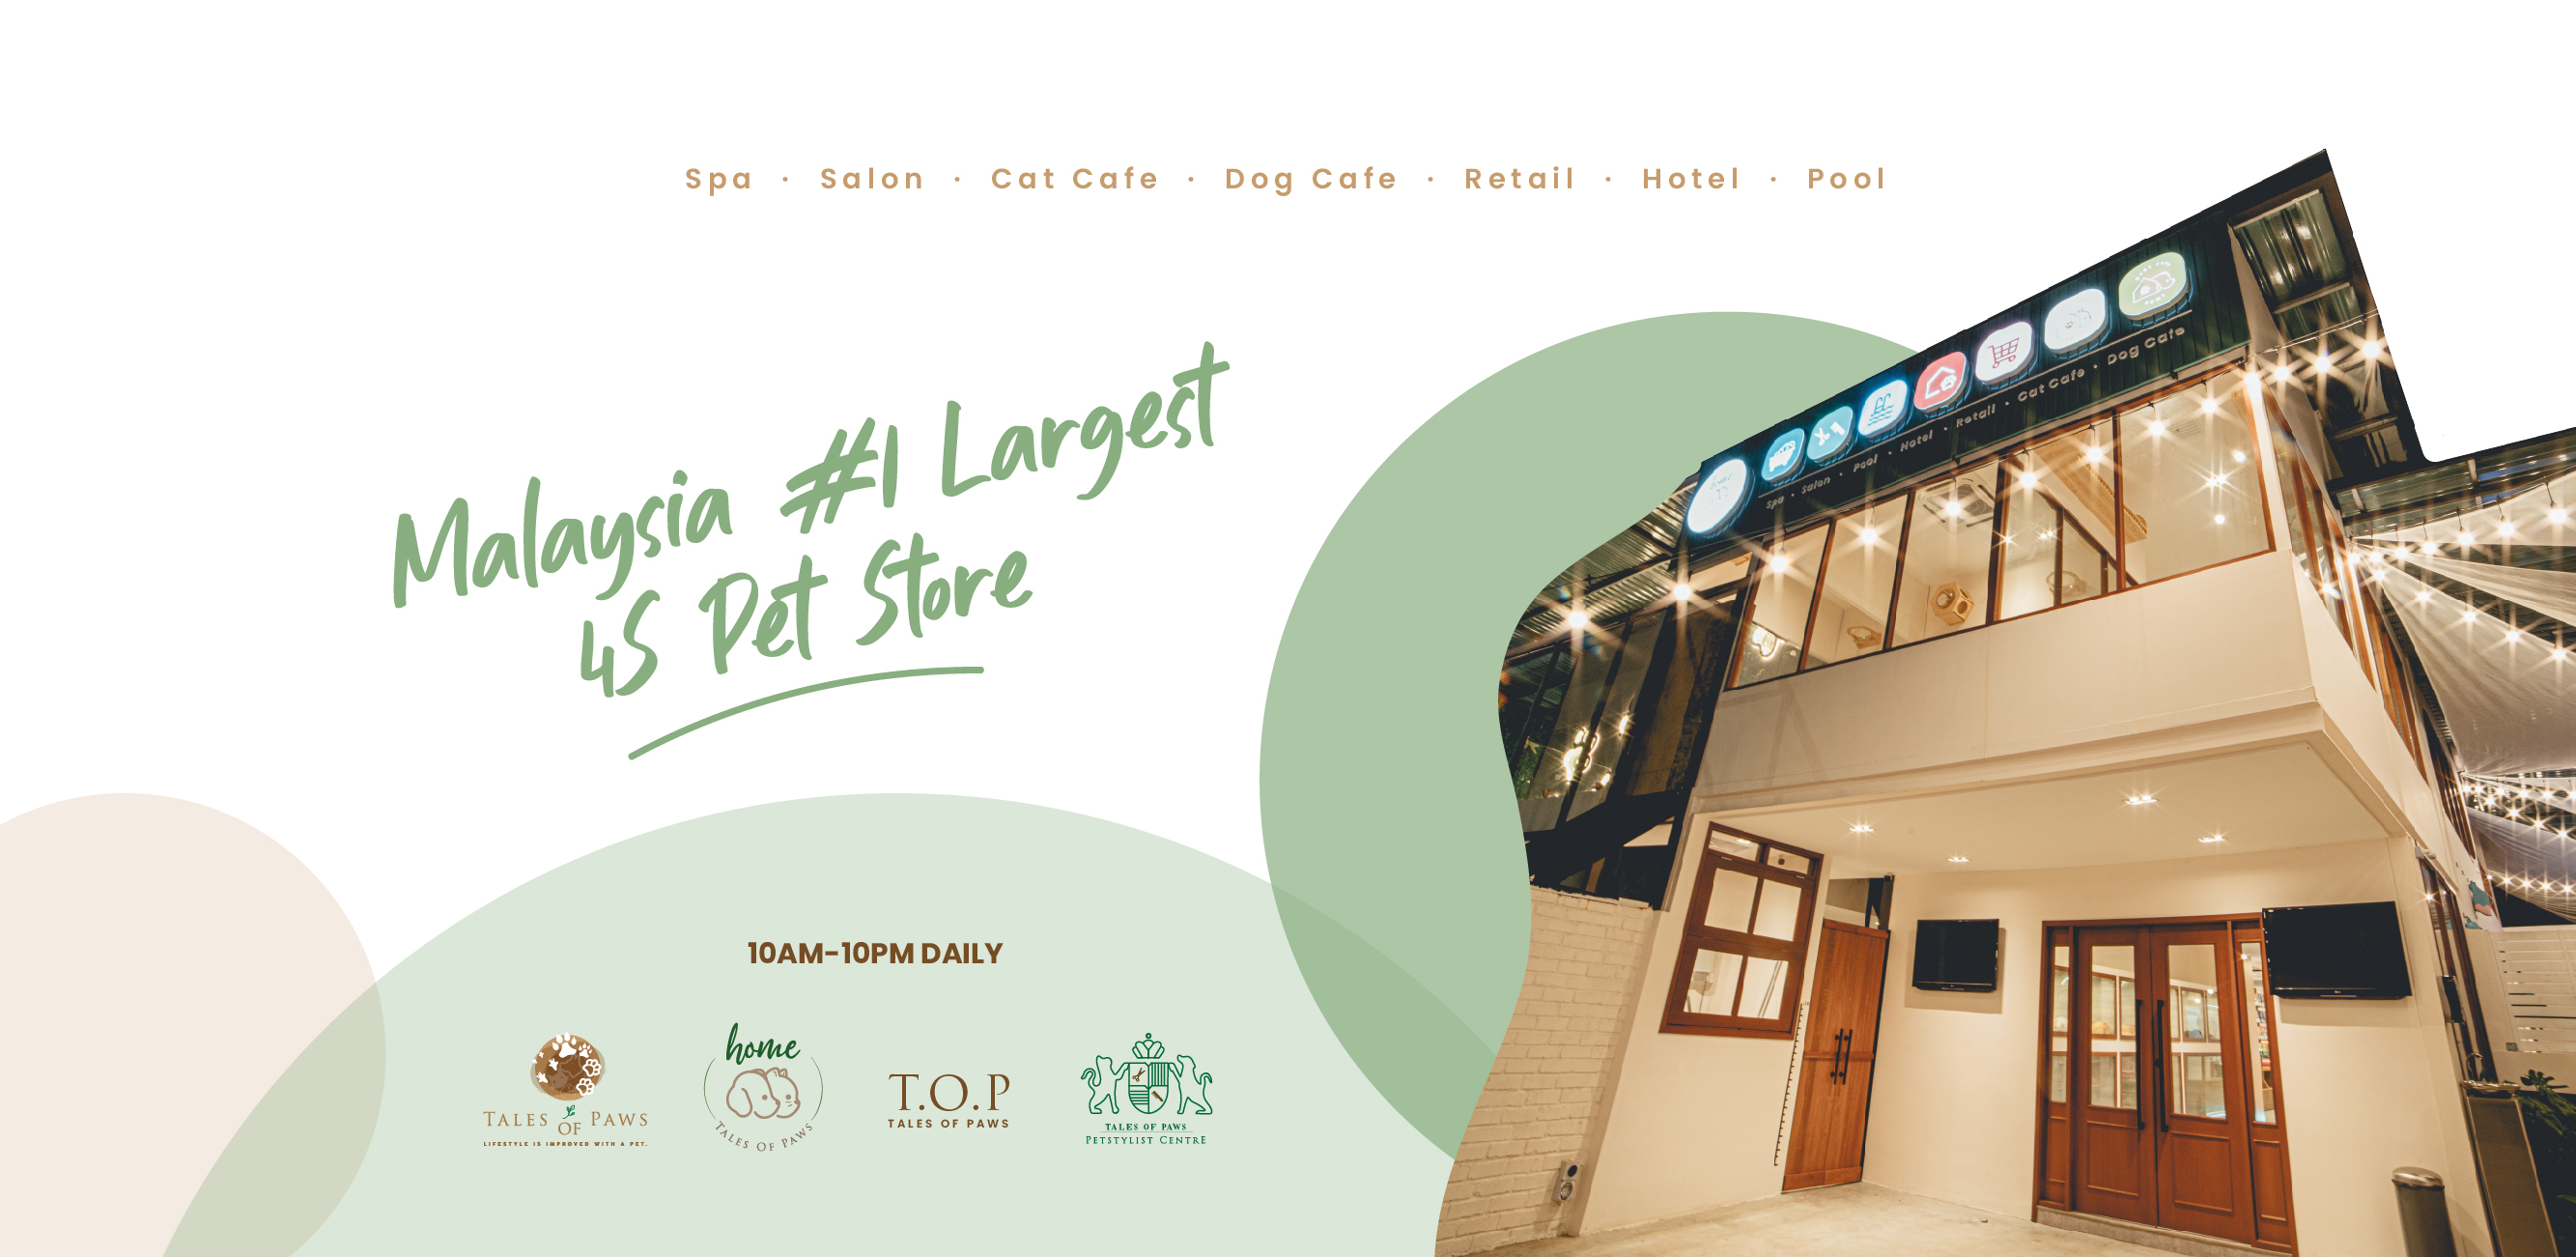 Spa · Salon · Cat Cafe · Dog Cafe · Retail · Hotel · Pool
Malaysia #1 Largest
4S Pet Store
10AM-10PM DAILY
TALES OF PAWS
LIFESTYLE IS IMPROVED WITH A PET.
home
TALES OF PAWS
T.O.P
TALES OF PAWS
TALES OF PAWS
PETSTYLIST CENTRE
Spa · Salon · Pool · Hotel · Retail · Cat Cafe · Dog Cafe